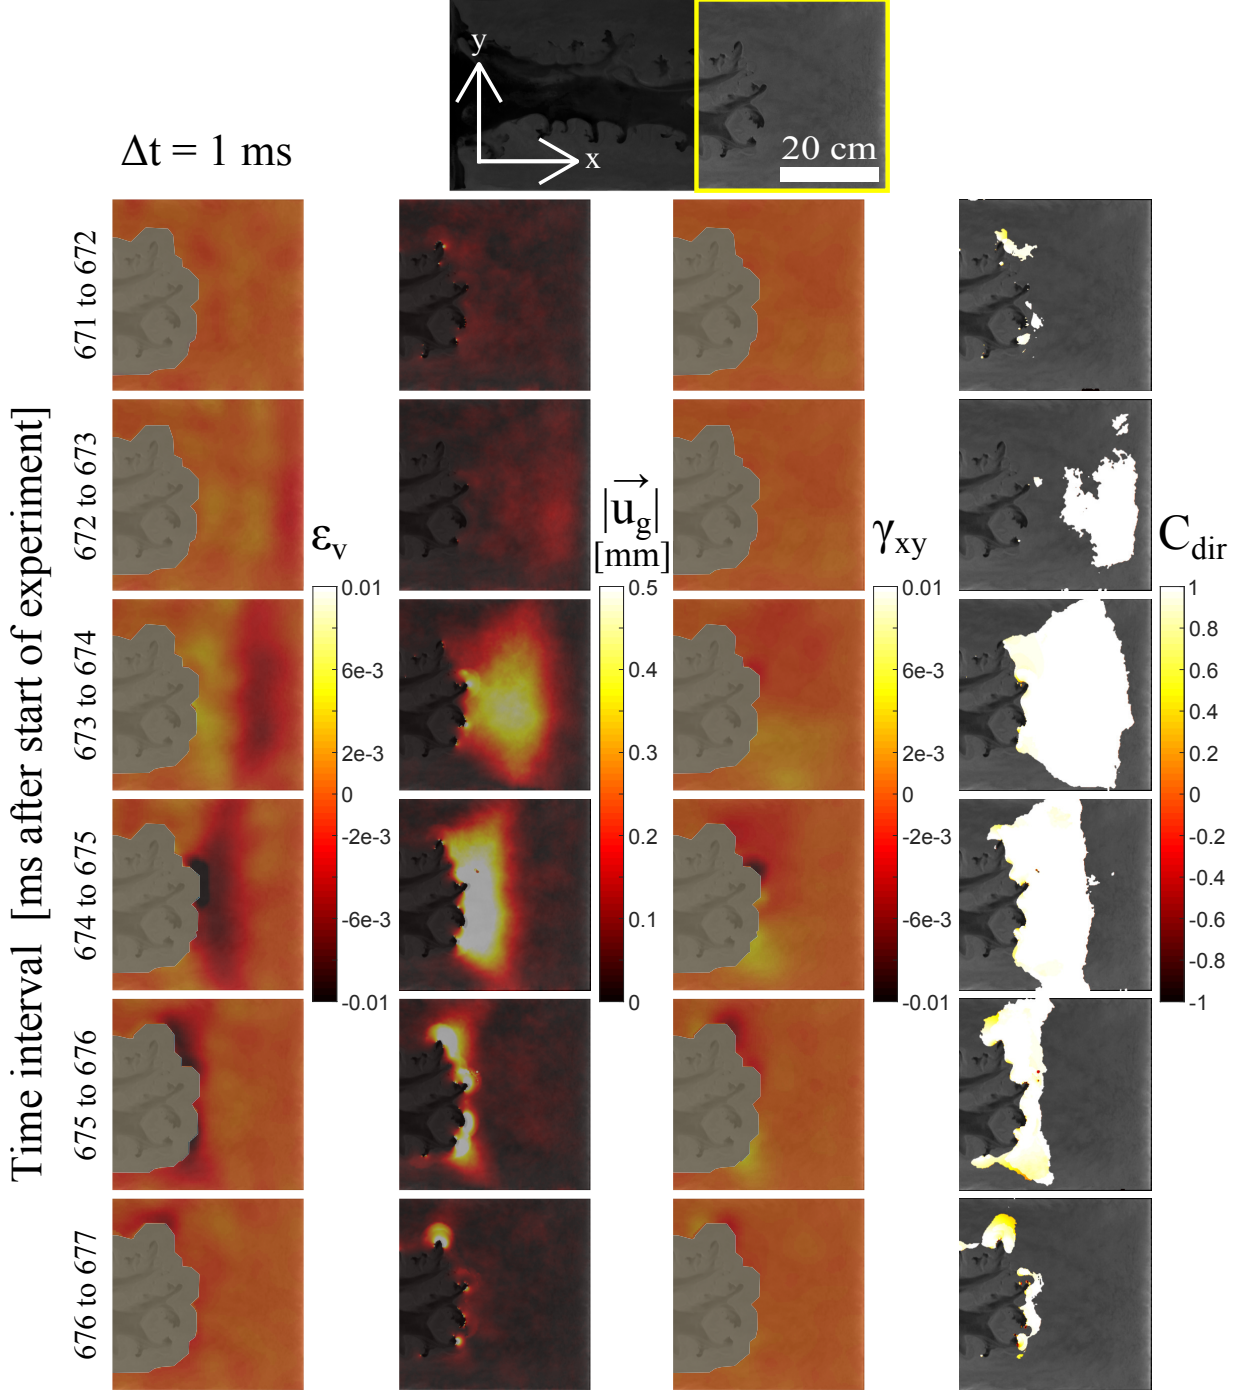 y
x
20 cm
Δt = 1 ms
Time interval [ms after start of experiment]
671 to 672
672 to 673
673 to 674
674 to 675
675 to 676
676 to 677
εv
0.01
6e-3
2e-3
0
-2e-3
-6e-3
-0.01
|ug|
[mm]
0.5
0.4
0.3
0.2
0.1
0
γxy
0.01
6e-3
2e-3
0
-2e-3
-6e-3
-0.01
Cdir
1
0.8
0.6
0.4
0.2
0
-0.2
-0.4
-0.6
-0.8
-1